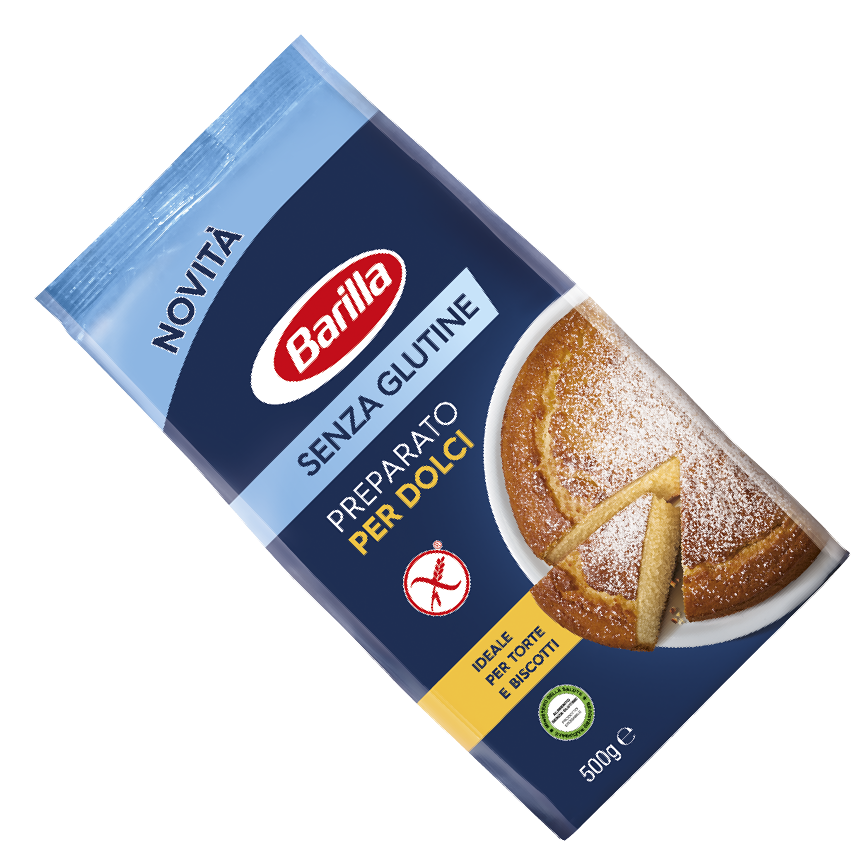 NOVITÀ
Barilla
SENZA GLUTINE
PREPARATO
PER DOLCI
IDEALE
PER TORTE
E BISCOTTI
500g ℮